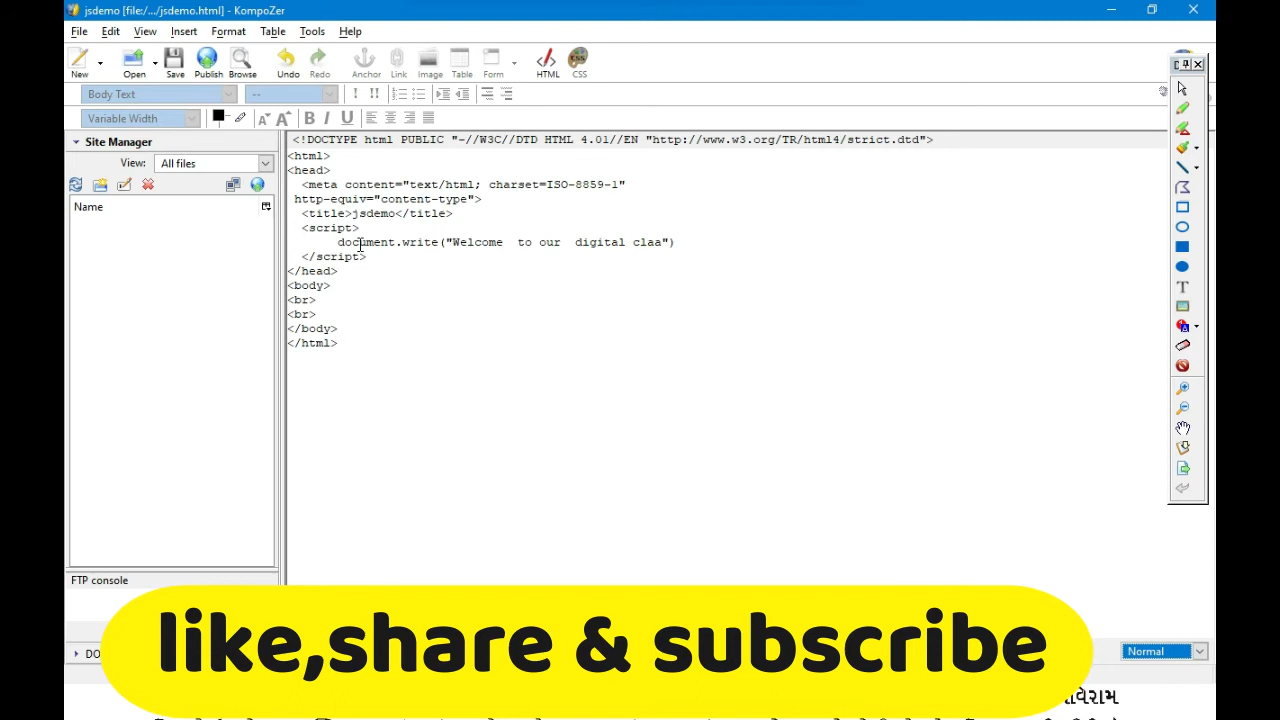 jsdemo [file:/.../jsdemo.html] - KompoZer
File Edit View Insert Format Table Tools Help
New Open Save Publish Browse Undo Redo Anchor Link Image Table Form HTML CSS
Body Text --
Variable Width A A B I U
Site Manager
View: All files
Name
<!DOCTYPE html PUBLIC "-//W3C//DTD HTML 4.01//EN "http://www.w3.org/TR/html4/strict.dtd">
<html>
<head>
<meta content="text/html; charset=ISO-8859-1"
http-equiv="content-type">
<title>jsdemo</title>
<script>
document.write("Welcome  to our  digital claa")
</script>
</head>
<body>
<br>
<br>
</body>
</html>
FTP console
like,share & subscribe
DO
Normal